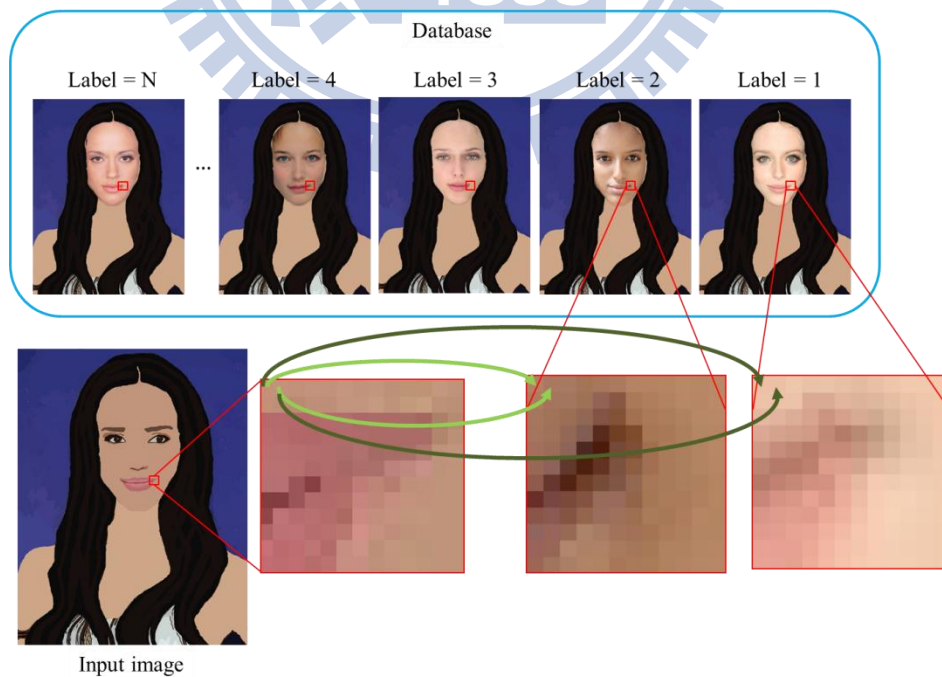 Database
Label = N Label = 4 Label = 3 Label = 2 Label = 1
...
Input image